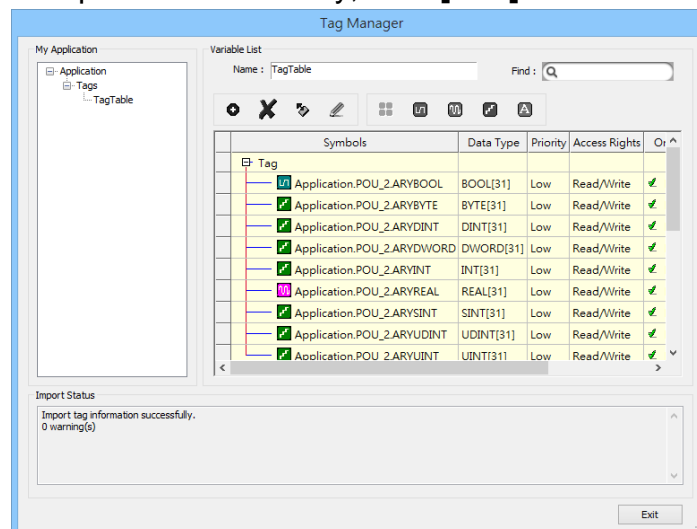 Tag Manager
My Application
Application
Tags
TagTable
Variable List
Name : TagTable
Find :
Symbols Data Type Priority Access Rights
Tag
Application.POU_2.ARYBOOL BOOL[31] Low Read/Write
Application.POU_2.ARYBYTE BYTE[31] Low Read/Write
Application.POU_2.ARYDINT DINT[31] Low Read/Write
Application.POU_2.ARYDWORD DWORD[31] Low Read/Write
Application.POU_2.ARYINT INT[31] Low Read/Write
Application.POU_2.ARYREAL REAL[31] Low Read/Write
Application.POU_2.ARYSINT SINT[31] Low Read/Write
Application.POU_2.ARYUDINT UDINT[31] Low Read/Write
Application.POU_2.ARYUINT UINT[31] Low Read/Write
Import Status
Import tag information successfully.
0 warning(s)
Exit